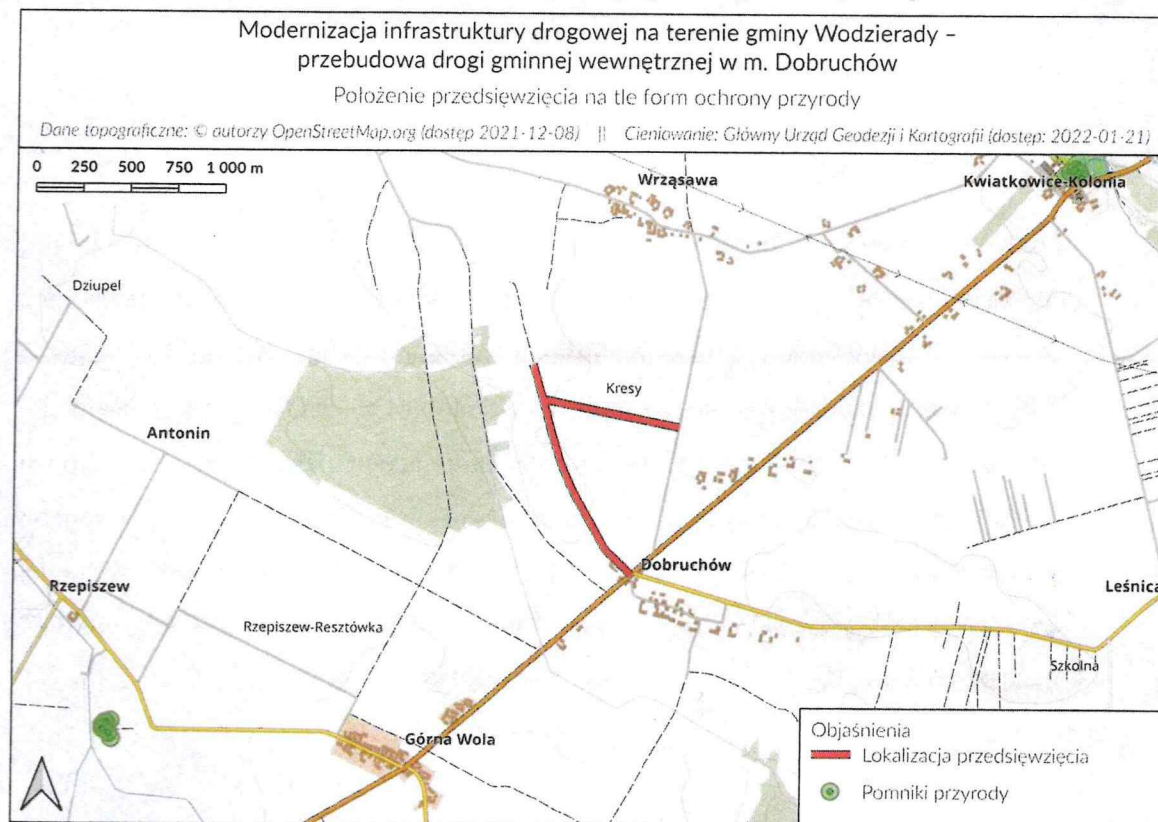 Modernizacja infrastruktury drogowej na terenie gminy Wodzierady –
przebudowa drogi gminnej wewnętrznej w m. Dobruchów
Położenie przedsięwzięcia na tle form ochrony przyrody
Dane topograficzne: © autorzy OpenStreetMap.org (dostęp 2021-12-08) || Cieniowanie: Główny Urząd Geodezji i Kartografii (dostęp: 2022-01-21)
0 250 500 750 1 000 m
Wrząsawa
Kwiatkowice-Kolonia
Dziupel
Kresy
Antonin
Dobruchów
Rzepiszew
Leśnica
Rzepiszew-Resztówka
Szkolna
Górna Wola
Objaśnienia
Lokalizacja przedsięwzięcia
Pomniki przyrody